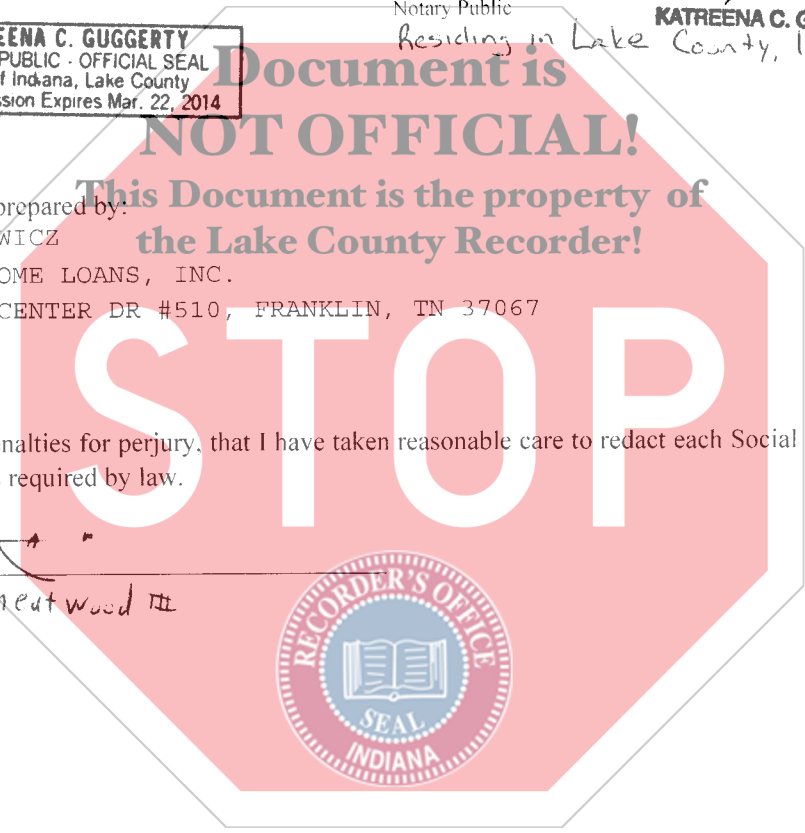 Notary Public
KATREENA C. G
EENA C. GUGGERTY
PUBLIC - OFFICIAL SEAL
f Indiana, Lake County
ssion Expires Mar. 22, 2014
Residing in Lake County, I
Document is
NOT OFFICIAL!
This Document is the property of
the Lake County Recorder!
prepared by:
WICZ
OME LOANS, INC.
CENTER DR #510, FRANKLIN, TN 37067
STOP
enalties for perjury, that I have taken reasonable care to redact each Social
required by law.
wood III
RECORDER'S OFFICE
SEAL
INDIANA